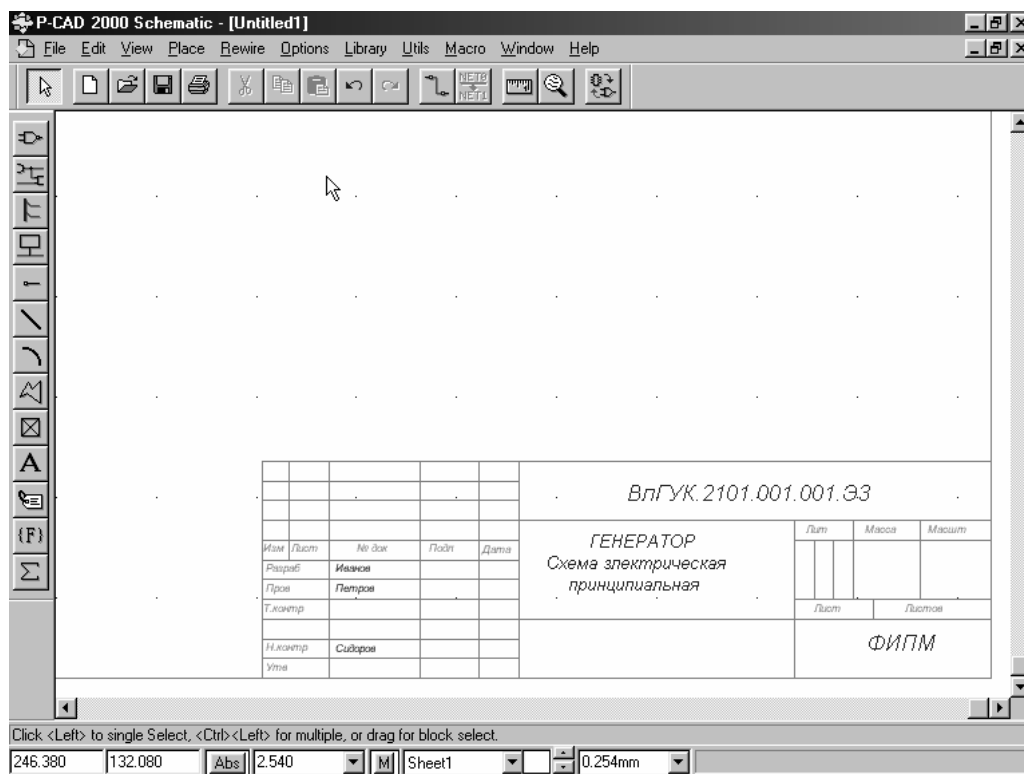 P-CAD 2000 Schematic - [Untitled1]
File Edit View Place Rewire Options Library Utils Macro Window Help
NET0
NET1
A
{F}
Σ
ВлГУК.2101.001.001.ЭЗ
ГЕНЕРАТОР
Схема электрическая
принципиальная
Лит Масса Масшт
Изм Лист № док Подп Дата
Разраб Иванов
Пров Петров
Т.контр
Лист Листов
Н.контр Сидоров
ФИПМ
Утв
Click <Left> to single Select, <Ctrl><Left> for multiple, or drag for block select.
246.380 132.080 Abs 2.540 M Sheet1 0.254mm